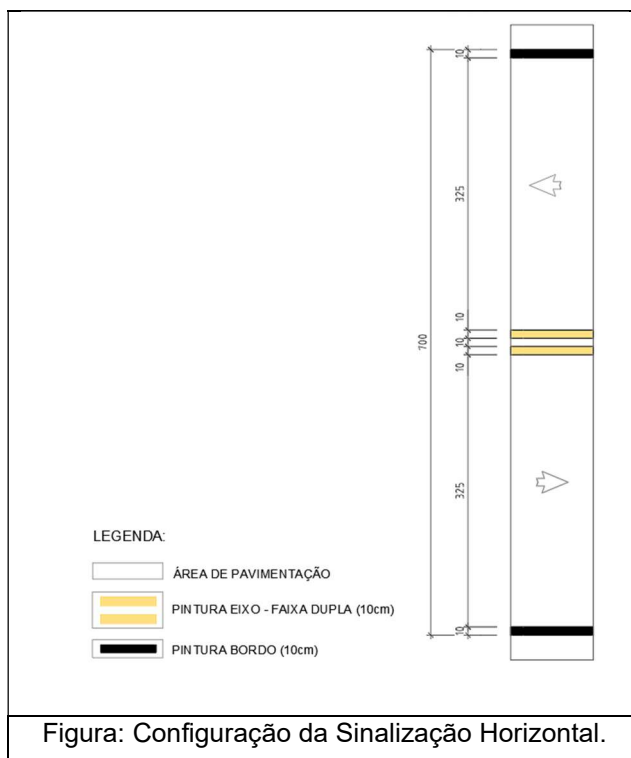 10
325
10
10
10
700
325
10
LEGENDA:
ÁREA DE PAVIMENTAÇÃO
PINTURA EIXO - FAIXA DUPLA (10cm)
PINTURA BORDO (10cm)
Figura: Configuração da Sinalização Horizontal.